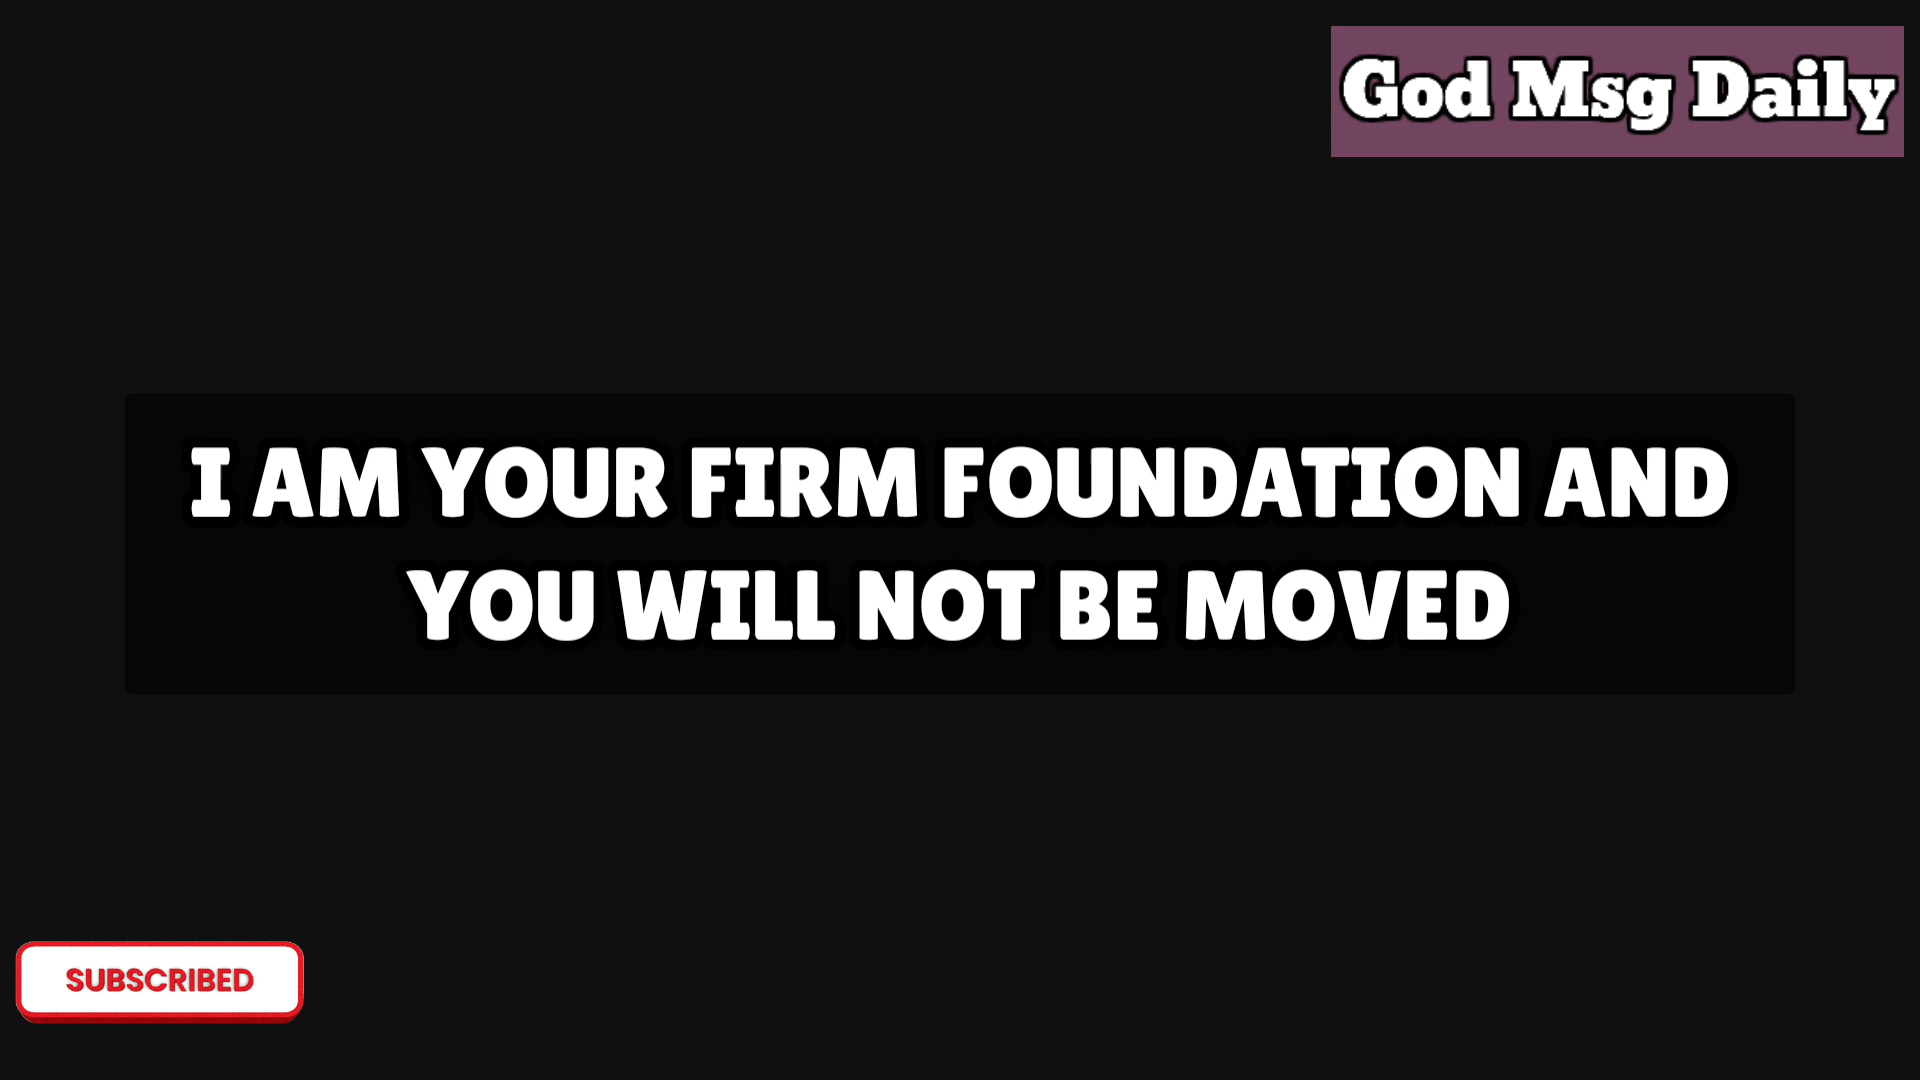 God Msg Daily
I AM YOUR FIRM FOUNDATION AND
YOU WILL NOT BE MOVED
SUBSCRIBED